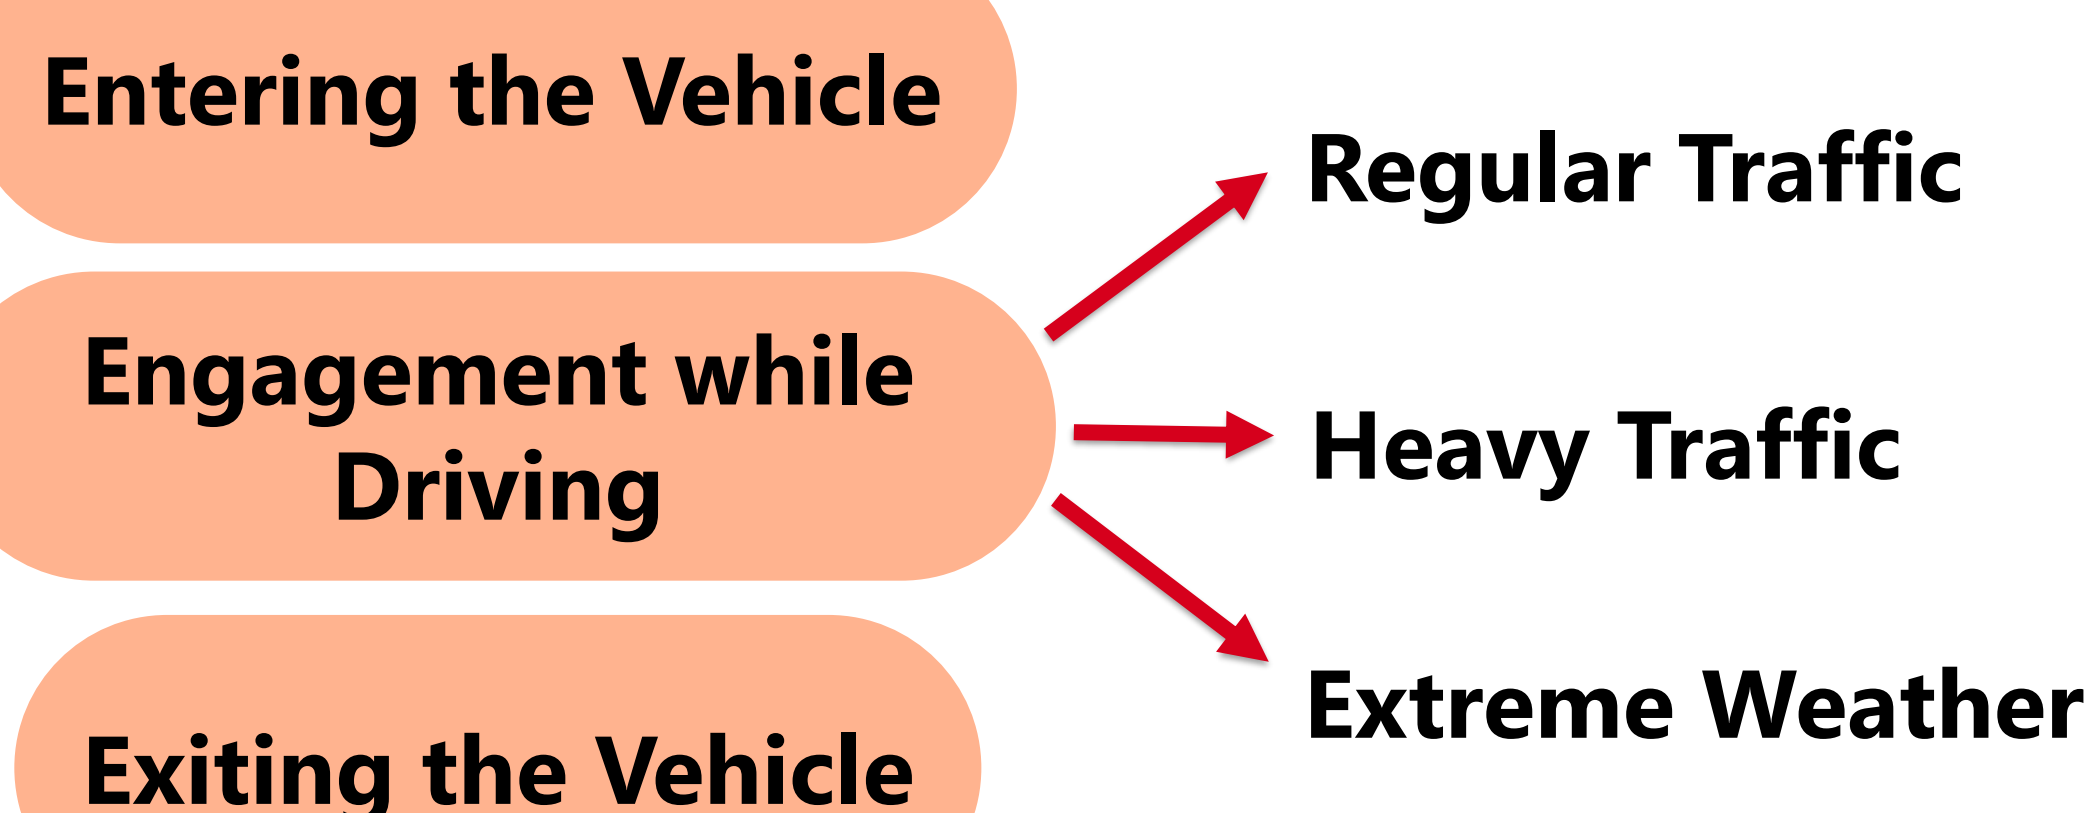 Entering the Vehicle
Engagement while
Driving
Exiting the Vehicle
Regular Traffic
Heavy Traffic
Extreme Weather